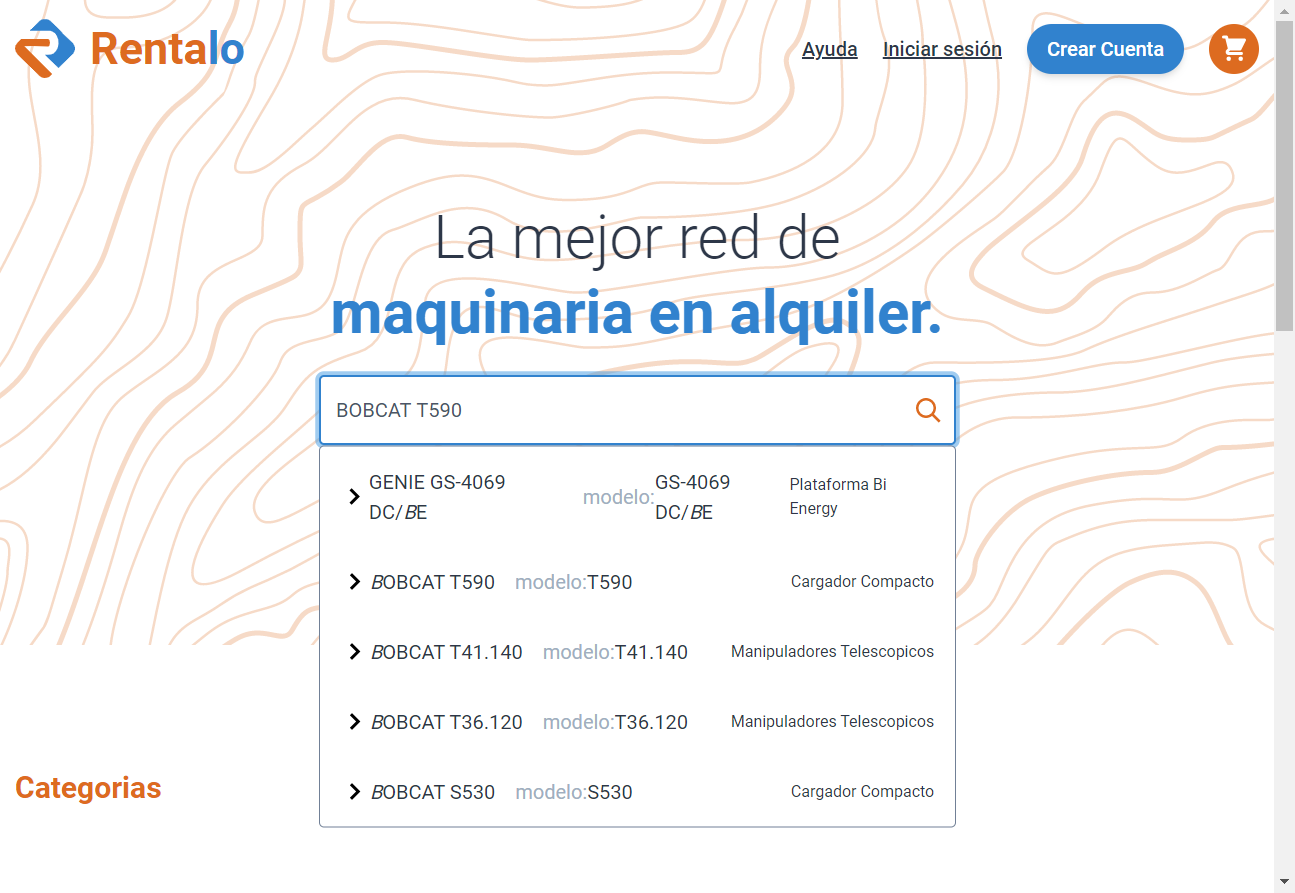 Rentalo
Ayuda
Iniciar sesión
Crear Cuenta
La mejor red de
maquinaria en alquiler.
BOBCAT T590
GENIE GS-4069
DC/BE
modelo:
GS-4069
DC/BE
Plataforma Bi
Energy
BOBCAT T590 modelo:T590 Cargador Compacto
BOBCAT T41.140 modelo:T41.140 Manipuladores Telescopicos
BOBCAT T36.120 modelo:T36.120 Manipuladores Telescopicos
BOBCAT S530 modelo:S530 Cargador Compacto
Categorias